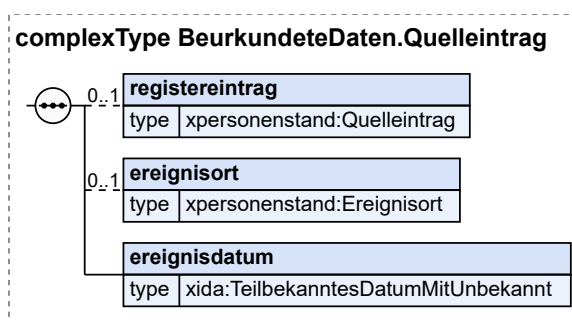 complexType BeurkundeteDaten.Quelleintrag
0..1
registereintrag
type xpersonenstand:Quelleintrag
0..1
ereignisort
type xpersonenstand:Ereignisort
ereignisdatum
type xida:TeilbekanntesDatumMitUnbekannt